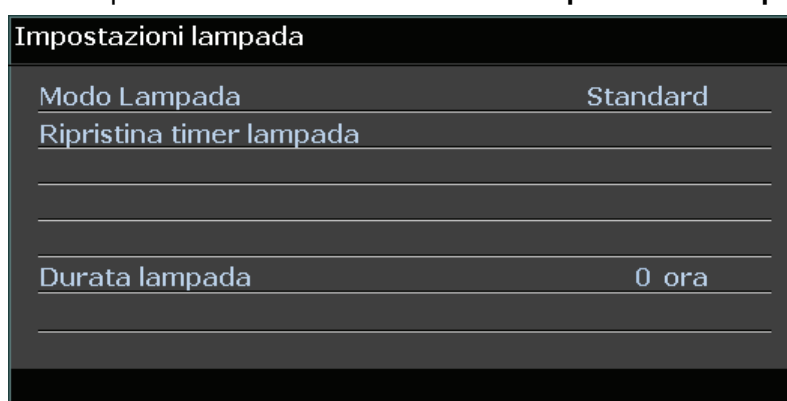 Impostazioni lampada
Modo Lampada Standard
Ripristina timer lampada
Durata lampada 0 ora